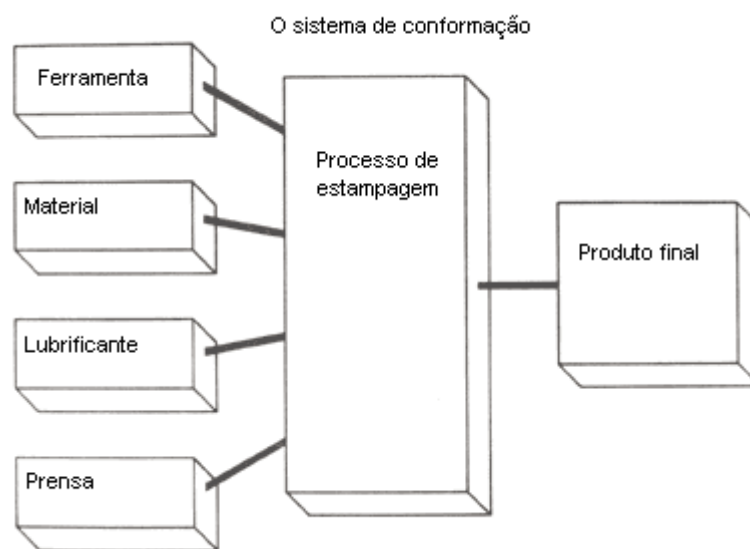 O sistema de conformação
Ferramenta
Material
Lubrificante
Prensa
Processo de
estampagem
Produto final